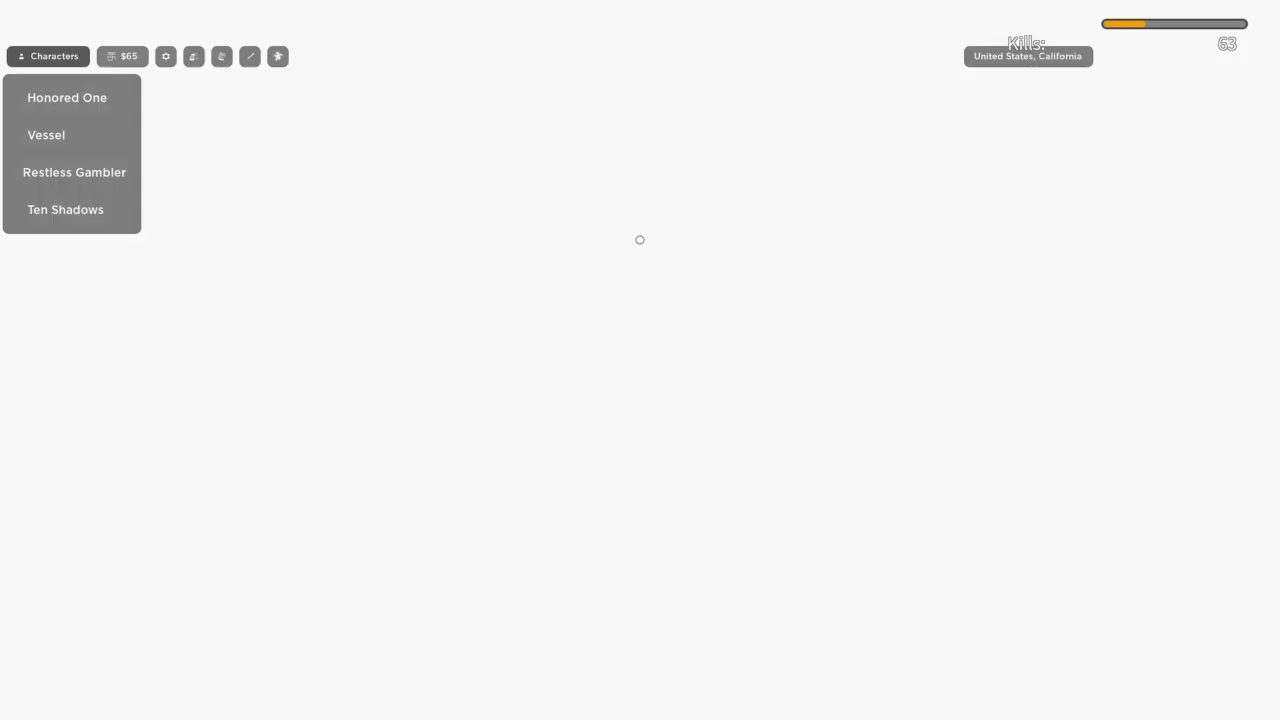 Kills:
63
Characters
$65
United States, California
Honored One
Vessel
Restless Gambler
Ten Shadows